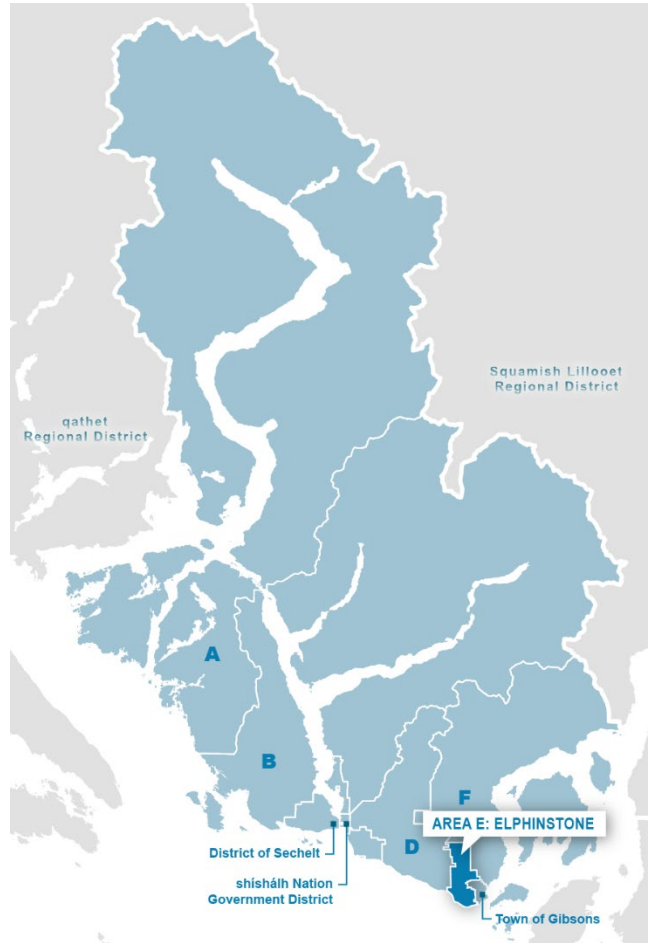 Squamish Lillooet
Regional District
qathet
Regional District
A
B
F
AREA E: ELPHINSTONE
D
District of Sechelt
shíshálh Nation
Government District
Town of Gibsons